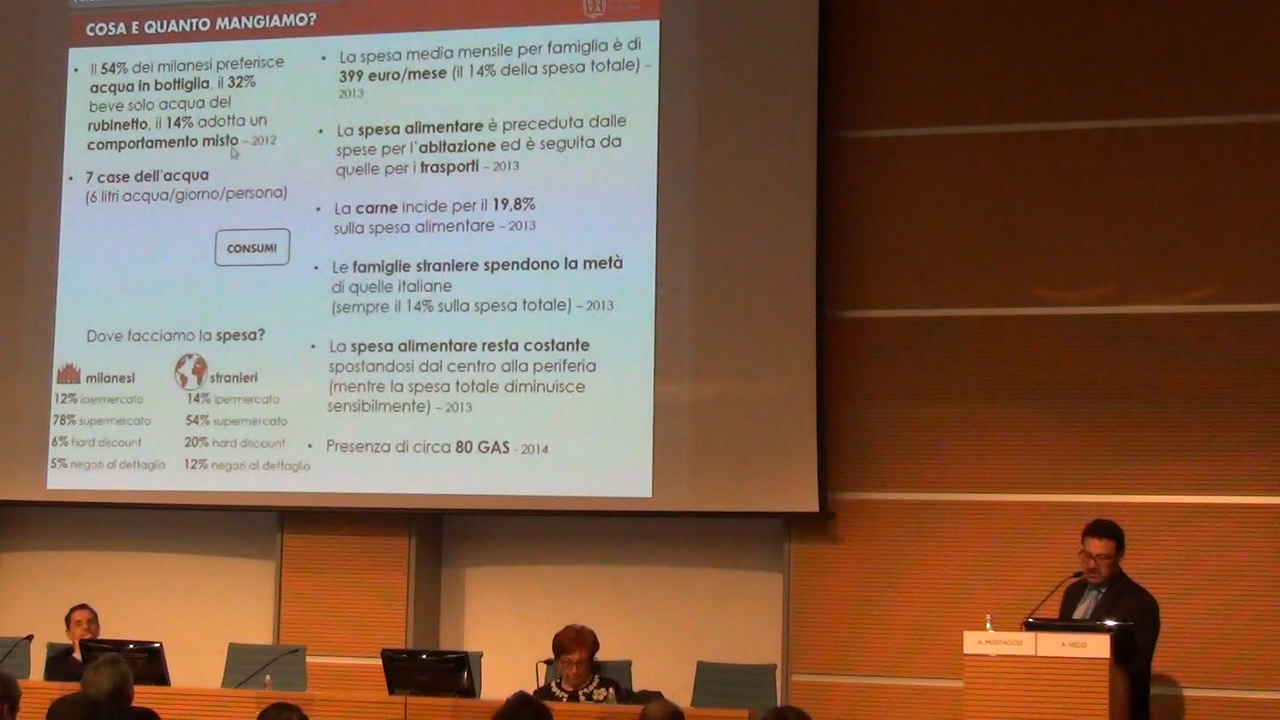 COSA E QUANTO MANGIAMO?
• Il 54% dei milanesi preferisce
acqua in bottiglia, il 32%
beve solo acqua del
rubinetto, il 14% adotta un
comportamento misto – 2012
• 7 case dell'acqua
(6 litri acqua/giorno/persona)
CONSUMI
Dove facciamo la spesa?
milanesi
12% ipermercato
78% supermercato
6% hard discount
5% negozi al dettaglio
stranieri
14% ipermercato
54% supermercato
20% hard discount
12% negozi al dettaglio
• La spesa media mensile per famiglia è di
399 euro/mese (il 14% della spesa totale) –
2013
• La spesa alimentare è preceduta dalle
spese per l'abitazione ed è seguita da
quelle per i trasporti – 2013
• La carne incide per il 19,8%
sulla spesa alimentare – 2013
• Le famiglie straniere spendono la metà
di quelle italiane
(sempre il 14% sulla spesa totale) – 2013
• La spesa alimentare resta costante
spostandosi dal centro alla periferia
(mentre la spesa totale diminuisce
sensibilmente) – 2013
• Presenza di circa 80 GAS - 2014